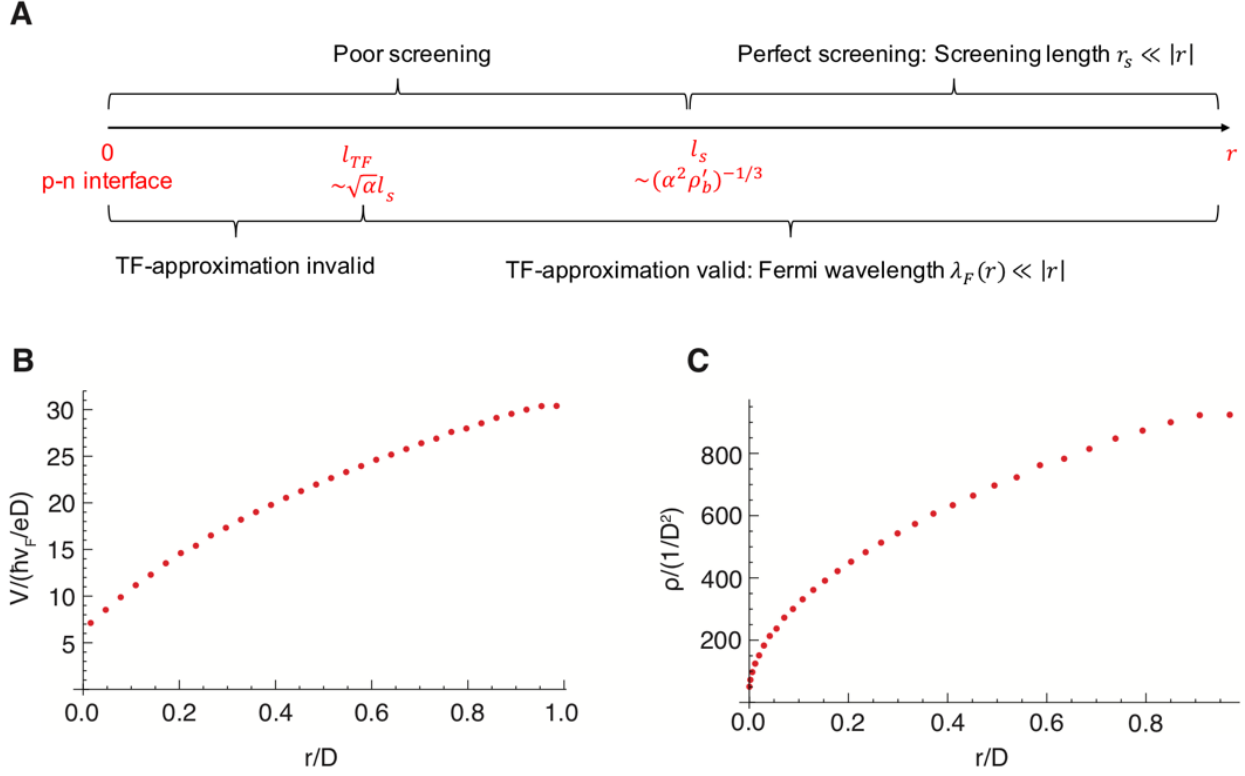 A
Poor screening
Perfect screening: Screening length r_s ≪ |r|
0
l_TF
l_s
r
p-n interface
~√α l_s
~(α²ρ'_b)^{-1/3}
TF-approximation invalid
TF-approximation valid: Fermi wavelength λ_F(r) ≪ |r|
B
C
V/(ħv_F/eD)
30
25
20
15
10
5
0.0
0.2
0.4
0.6
0.8
1.0
r/D
ρ/(1/D²)
800
600
400
200
0.0
0.2
0.4
0.6
0.8
r/D